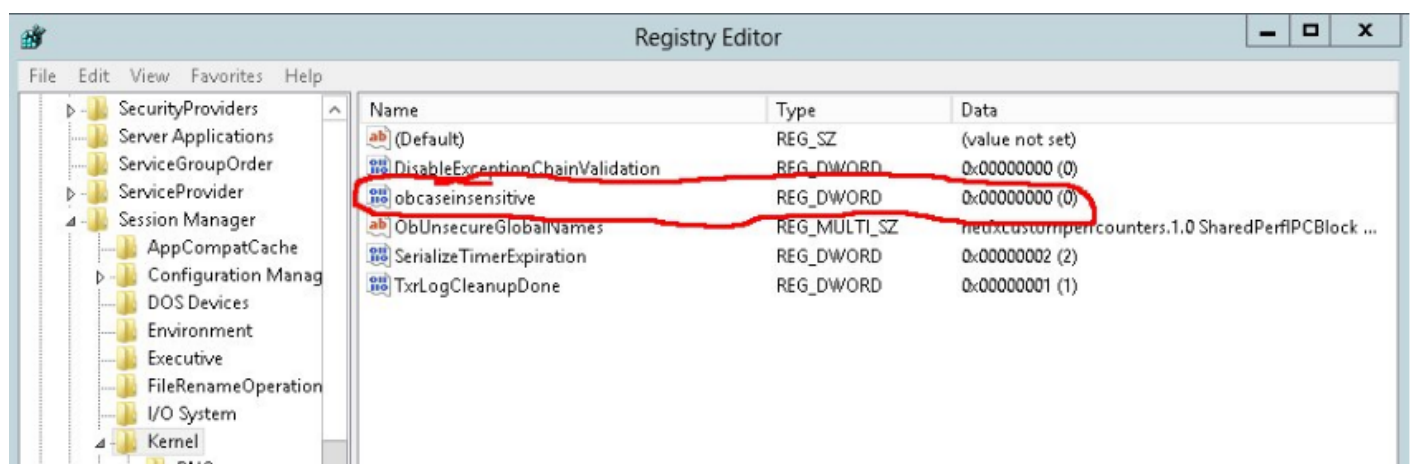 Registry Editor
File Edit View Favorites Help
SecurityProviders
Server Applications
ServiceGroupOrder
ServiceProvider
Session Manager
AppCompatCache
Configuration Manag
DOS Devices
Environment
Executive
FileRenameOperation
I/O System
Kernel
Name Type Data
(Default) REG_SZ (value not set)
DisableExceptionChainValidation REG_DWORD 0x00000000 (0)
obcaseinsensitive REG_DWORD 0x00000000 (0)
ObUnsecureGlobalNames REG_MULTI_SZ SharedPerfIPCBlock ...
SerializeTimerExpiration REG_DWORD 0x00000002 (2)
TxrLogCleanupDone REG_DWORD 0x00000001 (1)